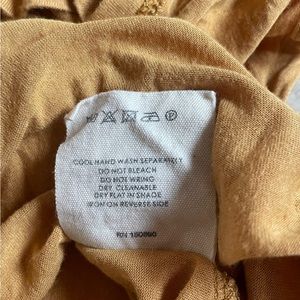 COOL HAND WASH SEPARATELY
DO NOT BLEACH
DO NOT WRING
DRY CLEANABLE
DRY FLAT IN SHADE
IRON ON REVERSE SIDE
RN 150860